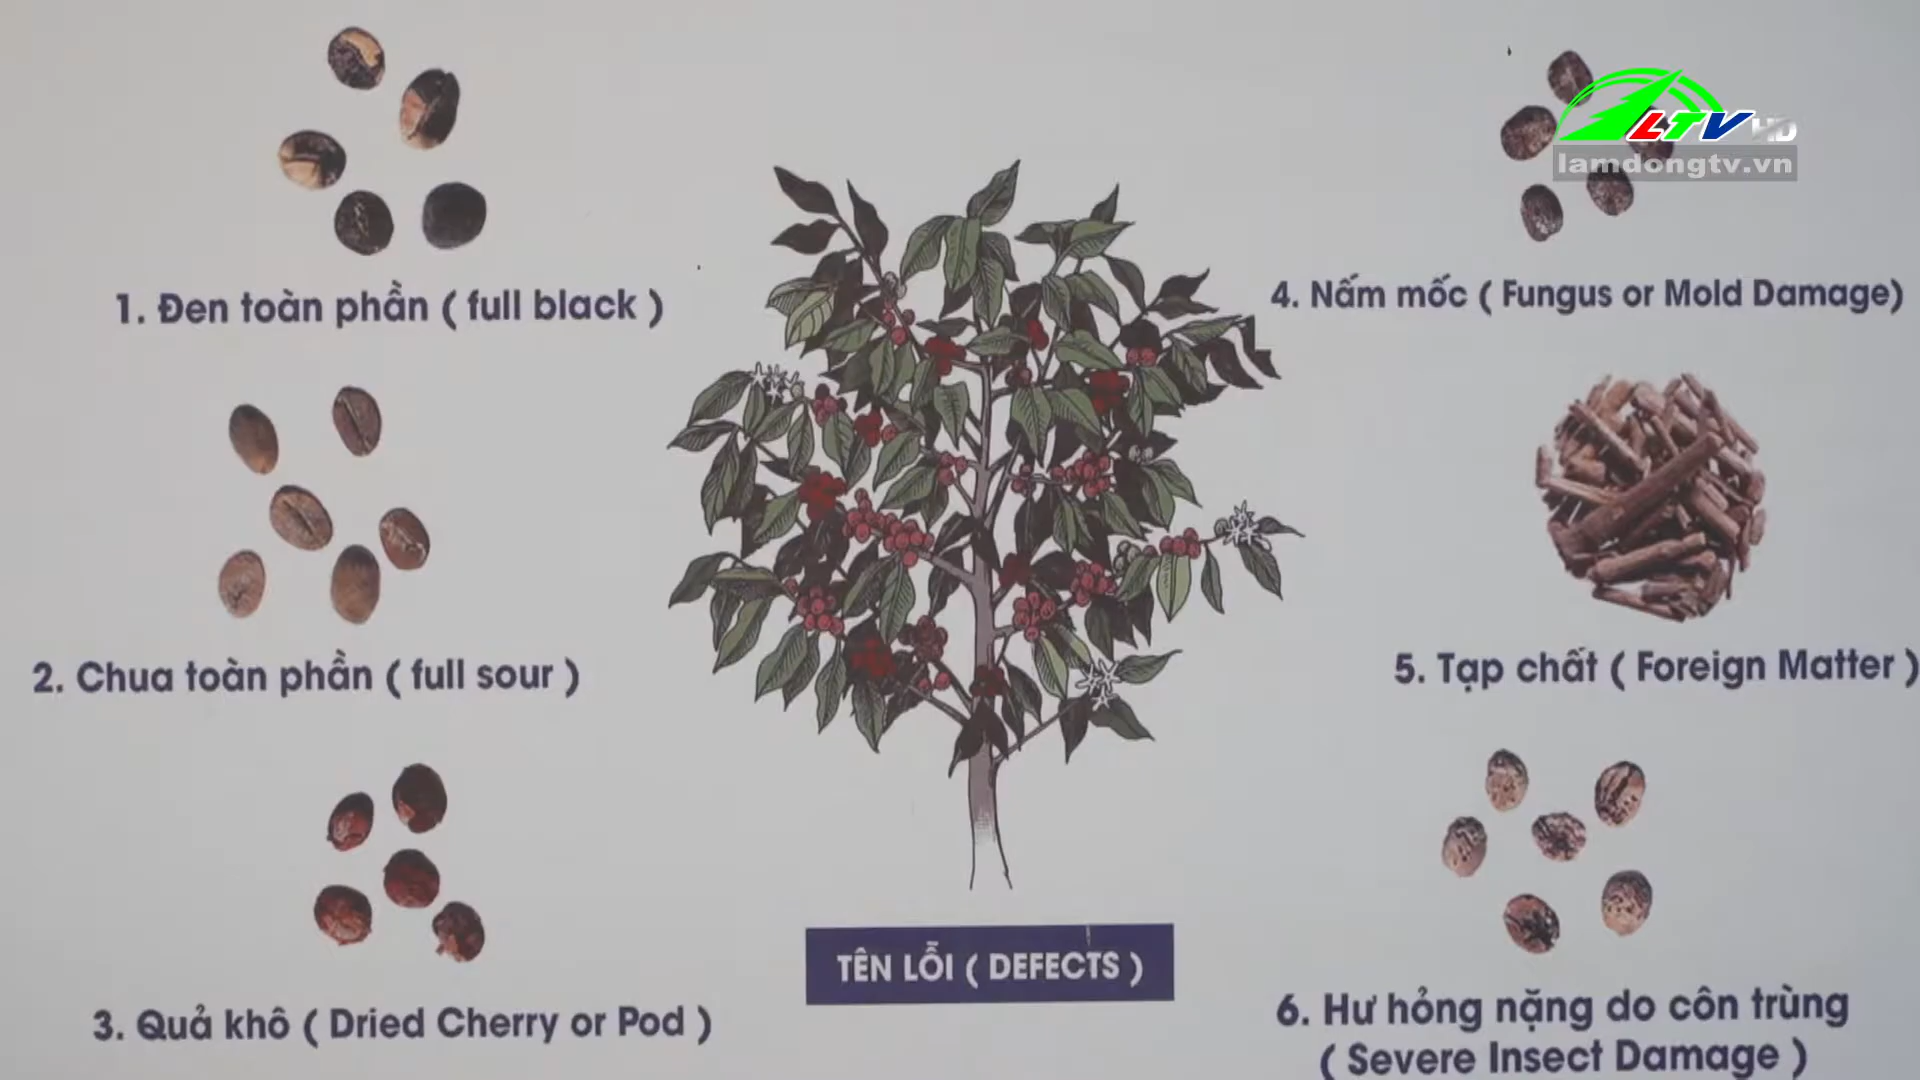 LTV HD
lamdongtv.vn
1. Đen toàn phần ( full black )
4. Nấm mốc ( Fungus or Mold Damage)
2. Chua toàn phần ( full sour )
5. Tạp chất ( Foreign Matter )
3. Quả khô ( Dried Cherry or Pod )
TÊN LỖI ( DEFECTS )
6. Hư hỏng nặng do côn trùng
( Severe Insect Damage )